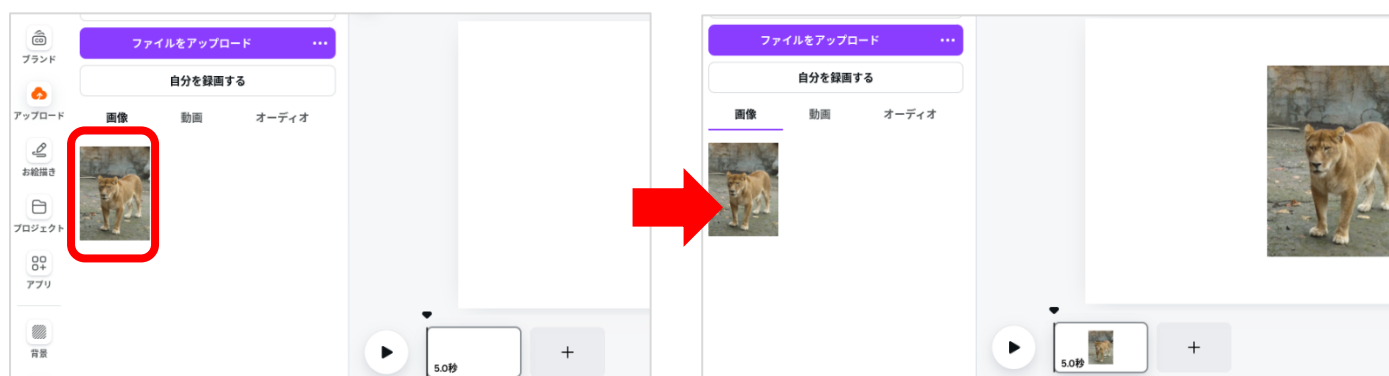 ブランド
アップロード
お絵描き
プロジェクト
アプリ
背景
ファイルをアップロード ...
自分を録画する
画像 動画 オーディオ
5.0秒 +
ファイルをアップロード ...
自分を録画する
画像 動画 オーディオ
5.0秒 +